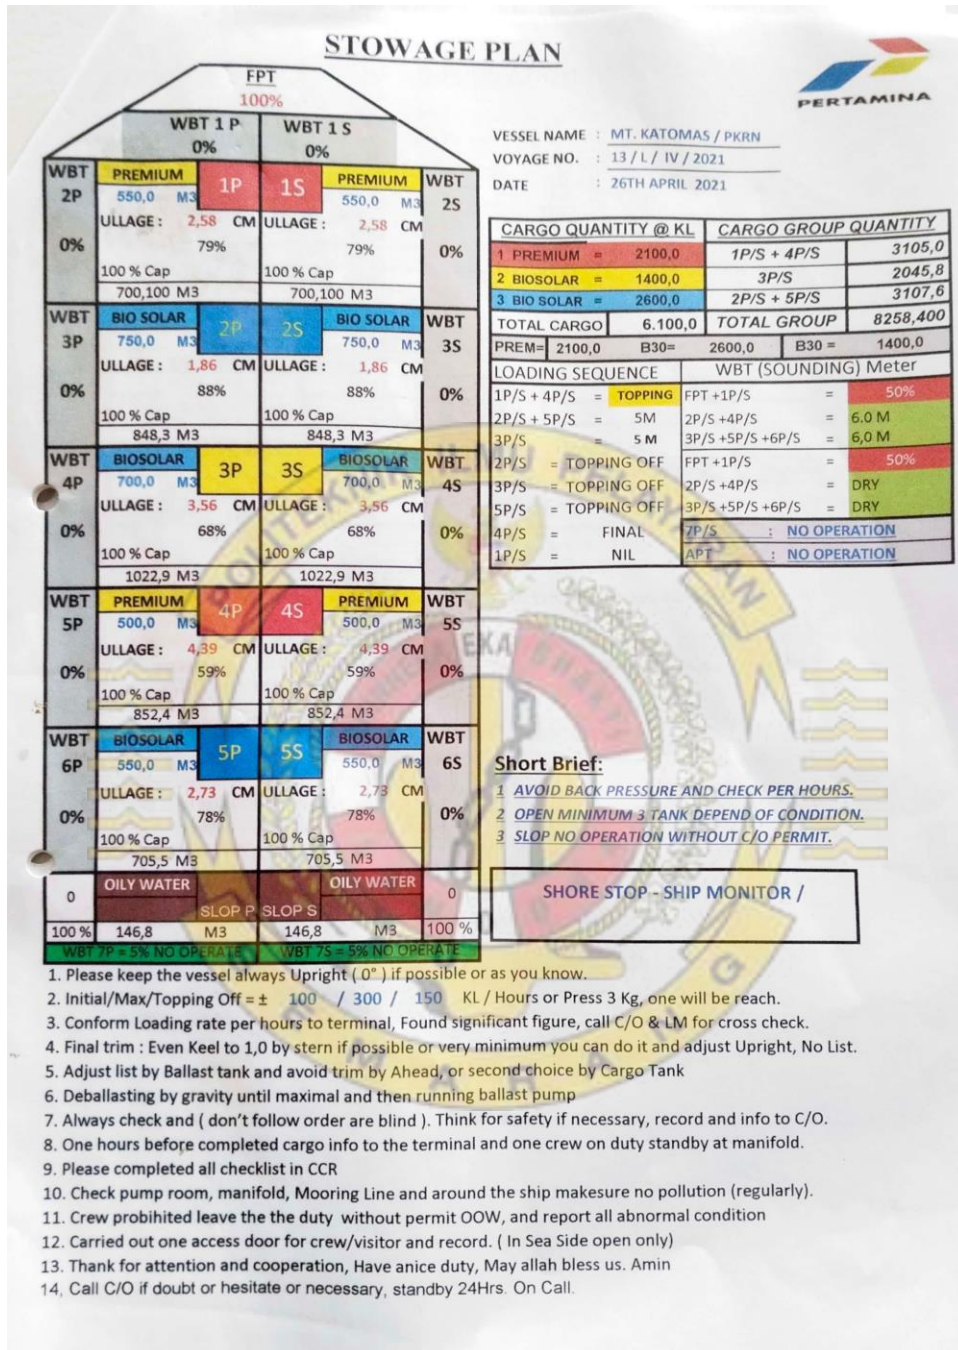 STOWAGE PLAN
PERTAMINA
FPT
100%
WBT 1 P WBT 1 S
0% 0%
VESSEL NAME : MT. KATOMAS / PKRN
VOYAGE NO. : 13 / L / IV / 2021
DATE : 26TH APRIL 2021
WBT PREMIUM 1P 1S PREMIUM WBT
2P 550,0 M3 550,0 M3 2S
ULLAGE : 2,58 CM ULLAGE : 2,58 CM
0% 79% 79% 0%
100 % Cap 100 % Cap
700,100 M3 700,100 M3
WBT BIO SOLAR 2P 2S BIO SOLAR WBT
3P 750,0 M3 750,0 M3 3S
ULLAGE : 1,86 CM ULLAGE : 1,86 CM
0% 88% 88% 0%
100 % Cap 100 % Cap
848,3 M3 848,3 M3
WBT BIOSOLAR 3P 3S BIOSOLAR WBT
4P 700,0 M3 700,0 M3 4S
ULLAGE : 3,56 CM ULLAGE : 3,56 CM
0% 68% 68% 0%
100 % Cap 100 % Cap
1022,9 M3 1022,9 M3
WBT PREMIUM 4P 4S PREMIUM WBT
5P 500,0 M3 500,0 M3 5S
ULLAGE : 4,39 CM ULLAGE : 4,39 CM
0% 59% 59% 0%
100 % Cap 100 % Cap
852,4 M3 852,4 M3
WBT BIOSOLAR 5P 5S BIOSOLAR WBT
6P 550,0 M3 550,0 M3 6S
ULLAGE : 2,73 CM ULLAGE : 2,73 CM
0% 78% 78% 0%
100 % Cap 100 % Cap
705,5 M3 705,5 M3
0 OILY WATER OILY WATER 0
SLOP P SLOP S
100 % 146,8 M3 146,8 M3 100 %
WBT 7P = 5% NO OPERATE WBT 7S = 5% NO OPERATE
CARGO QUANTITY @ KL CARGO GROUP QUANTITY
1 PREMIUM = 2100,0 1P/S + 4P/S 3105,0
2 BIOSOLAR = 1400,0 3P/S 2045,8
3 BIO SOLAR = 2600,0 2P/S + 5P/S 3107,6
TOTAL CARGO 6.100,0 TOTAL GROUP 8258,400
PREM= 2100,0 B30= 2600,0 B30 = 1400,0
LOADING SEQUENCE WBT (SOUNDING) Meter
1P/S + 4P/S = TOPPING FPT +1P/S = 50%
2P/S + 5P/S = 5M 2P/S +4P/S = 6.0 M
3P/S = 5 M 3P/S +5P/S +6P/S = 6,0 M
2P/S = TOPPING OFF FPT +1P/S = 50%
3P/S = TOPPING OFF 2P/S +4P/S = DRY
5P/S = TOPPING OFF 3P/S +5P/S +6P/S = DRY
4P/S = FINAL 7P/S : NO OPERATION
1P/S = NIL APT : NO OPERATION
Short Brief:
1 AVOID BACK PRESSURE AND CHECK PER HOURS.
2 OPEN MINIMUM 3 TANK DEPEND OF CONDITION.
3 SLOP NO OPERATION WITHOUT C/O PERMIT.
SHORE STOP - SHIP MONITOR /
1. Please keep the vessel always Upright ( 0° ) if possible or as you know.
2. Initial/Max/Topping Off = ± 100 / 300 / 150 KL / Hours or Press 3 Kg, one will be reach.
3. Conform Loading rate per hours to terminal, Found significant figure, call C/O & LM for cross check.
4. Final trim : Even Keel to 1,0 by stern if possible or very minimum you can do it and adjust Upright, No List.
5. Adjust list by Ballast tank and avoid trim by Ahead, or second choice by Cargo Tank
6. Deballasting by gravity until maximal and then running ballast pump
7. Always check and ( don't follow order are blind ). Think for safety if necessary, record and info to C/O.
8. One hours before completed cargo info to the terminal and one crew on duty standby at manifold.
9. Please completed all checklist in CCR
10. Check pump room, manifold, Mooring Line and around the ship makesure no pollution (regularly).
11. Crew probihited leave the the duty without permit OOW, and report all abnormal condition
12. Carried out one access door for crew/visitor and record. ( In Sea Side open only)
13. Thank for attention and cooperation, Have anice duty, May allah bless us. Amin
14, Call C/O if doubt or hesitate or necessary, standby 24Hrs. On Call.
POLITEKNIK ILMU PELAYARAN
SEMARANG